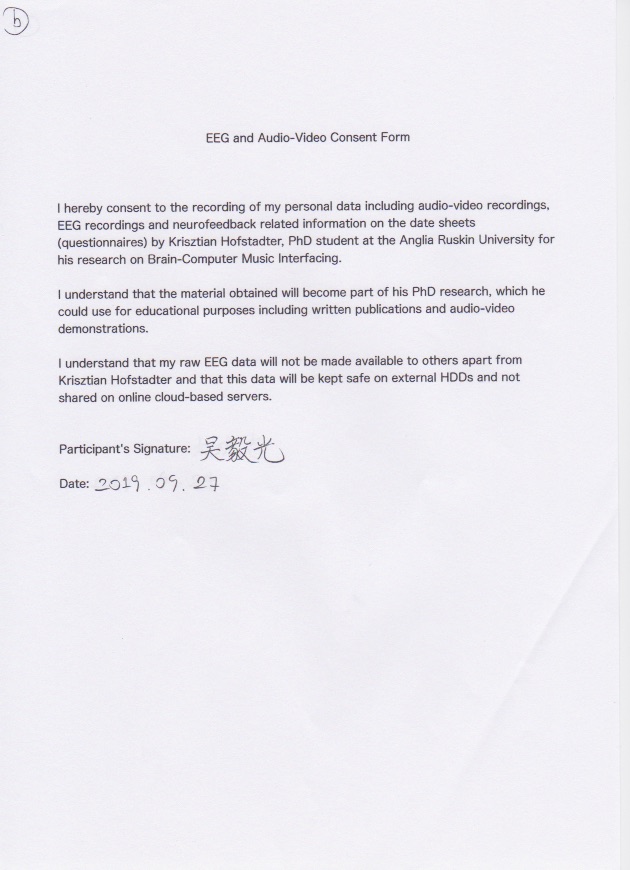 b
EEG and Audio-Video Consent Form
I hereby consent to the recording of my personal data including audio-video recordings,
EEG recordings and neurofeedback related information on the date sheets
(questionnaires) by Krisztian Hofstadter, PhD student at the Anglia Ruskin University for
his research on Brain-Computer Music Interfacing.
I understand that the material obtained will become part of his PhD research, which he
could use for educational purposes including written publications and audio-video
demonstrations.
I understand that my raw EEG data will not be made available to others apart from
Krisztian Hofstadter and that this data will be kept safe on external HDDs and not
shared on online cloud-based servers.
Participant's Signature: 吴毅光
Date: 2019.09.27